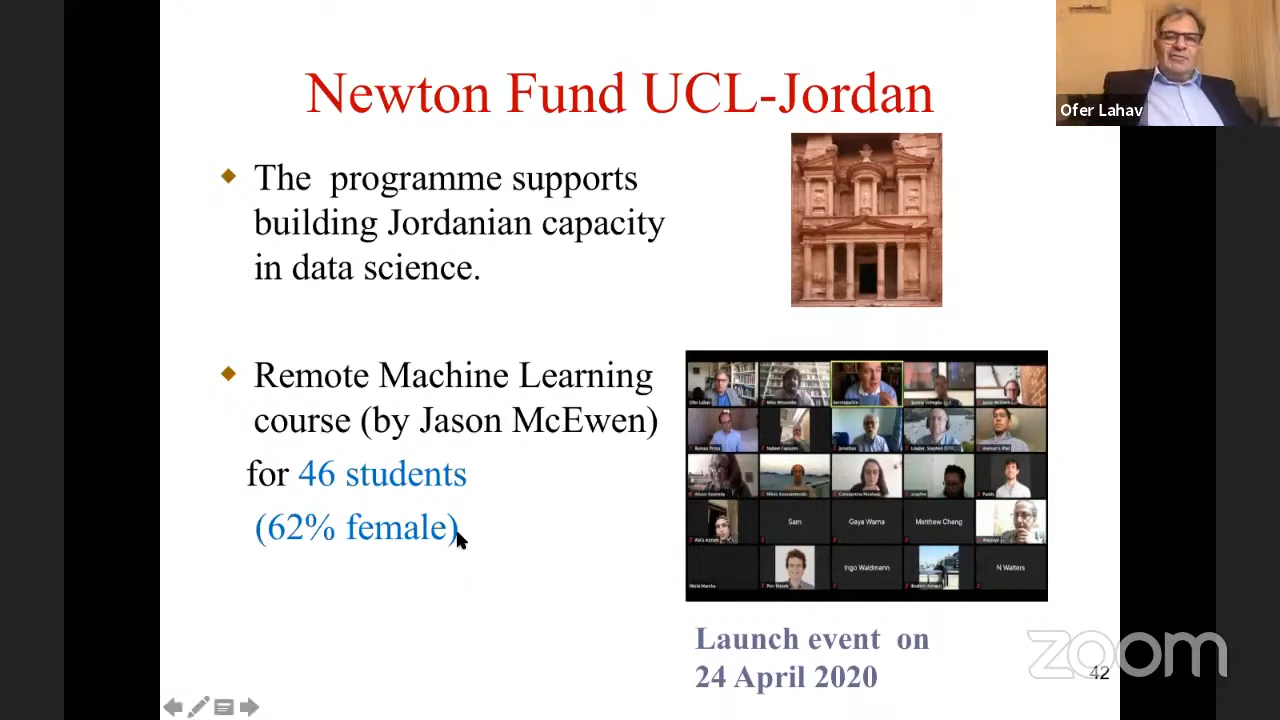 Newton Fund UCL-Jordan
Ofer Lahav
The programme supports
building Jordanian capacity
in data science.
Remote Machine Learning
course (by Jason McEwen)
for 46 students
(62% female)
Ofer Lahav
Sam
Gaya Warna
Matthew Cheng
Ingo Waldmann
N Walters
Launch event on
24 April 2020
zoom
42